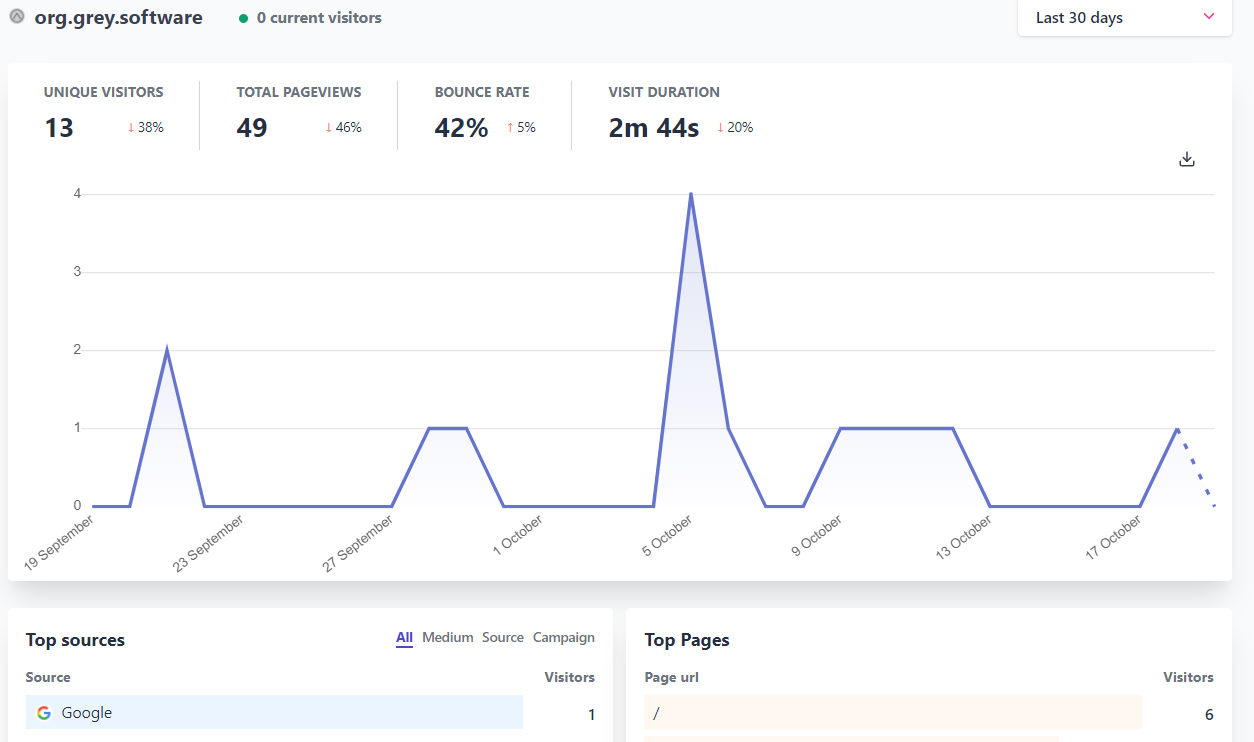 org.grey.software 0 current visitors Last 30 days
UNIQUE VISITORS TOTAL PAGEVIEWS BOUNCE RATE VISIT DURATION
13 ↓ 38% 49 ↓ 46% 42% ↑ 5% 2m 44s ↓ 20%
4
3
2
1
0
19 September 23 September 27 September 1 October 5 October 9 October 13 October 17 October
Top sources All Medium Source Campaign
Source Visitors
Google 1
Top Pages
Page url Visitors
/ 6